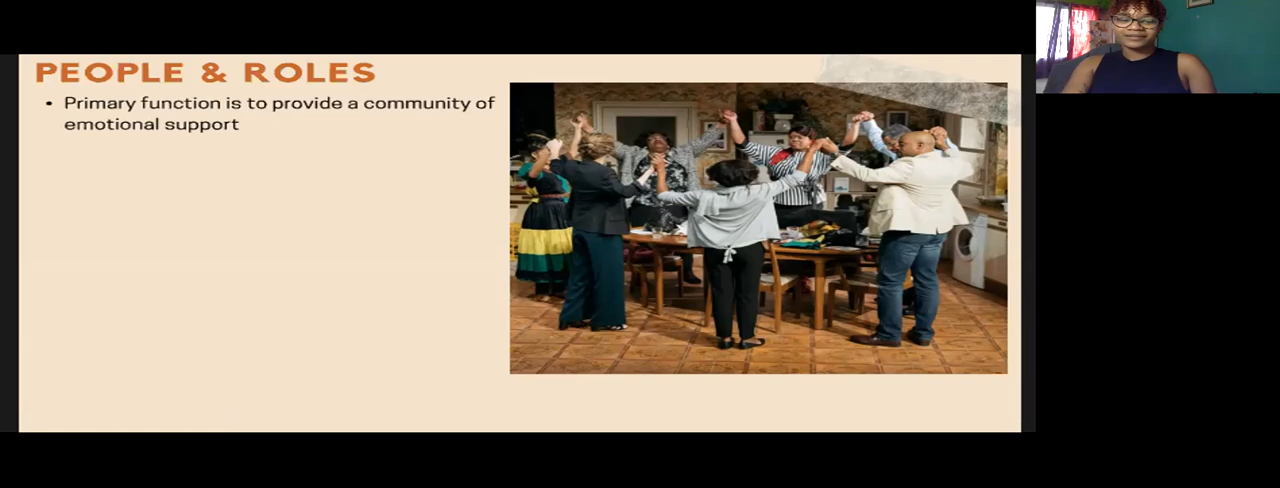 PEOPLE & ROLES
• Primary function is to provide a community of
emotional support